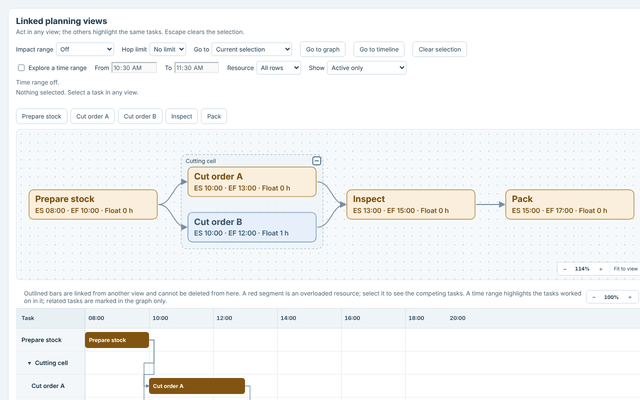 Linked planning views
Act in any view; the others highlight the same tasks. Escape clears the selection.
Impact range Off Hop limit No limit Go to Current selection Go to graph Go to timeline Clear selection
Explore a time range From 10:30 AM To 11:30 AM Resource All rows Show Active only
Time range off.
Nothing selected. Select a task in any view.
Prepare stock Cut order A Cut order B Inspect Pack
Cutting cell
Cut order A
ES 10:00 · EF 13:00 · Float 0 h
Prepare stock
ES 08:00 · EF 10:00 · Float 0 h
Inspect
ES 13:00 · EF 15:00 · Float 0 h
Pack
ES 15:00 · EF 17:00 · Float 0 h
Cut order B
ES 10:00 · EF 12:00 · Float 1 h
− 114% + Fit to view
Outlined bars are linked from another view and cannot be deleted from here. A red segment is an overloaded resource; select it to see the competing tasks. A time range highlights the tasks worked
on in it; related tasks are marked in the graph only.
− 100% +
Task 08:00 10:00 12:00 14:00 16:00 18:00 20:00
Prepare stock Prepare stock
▼ Cutting cell
Cut order A Cut order A